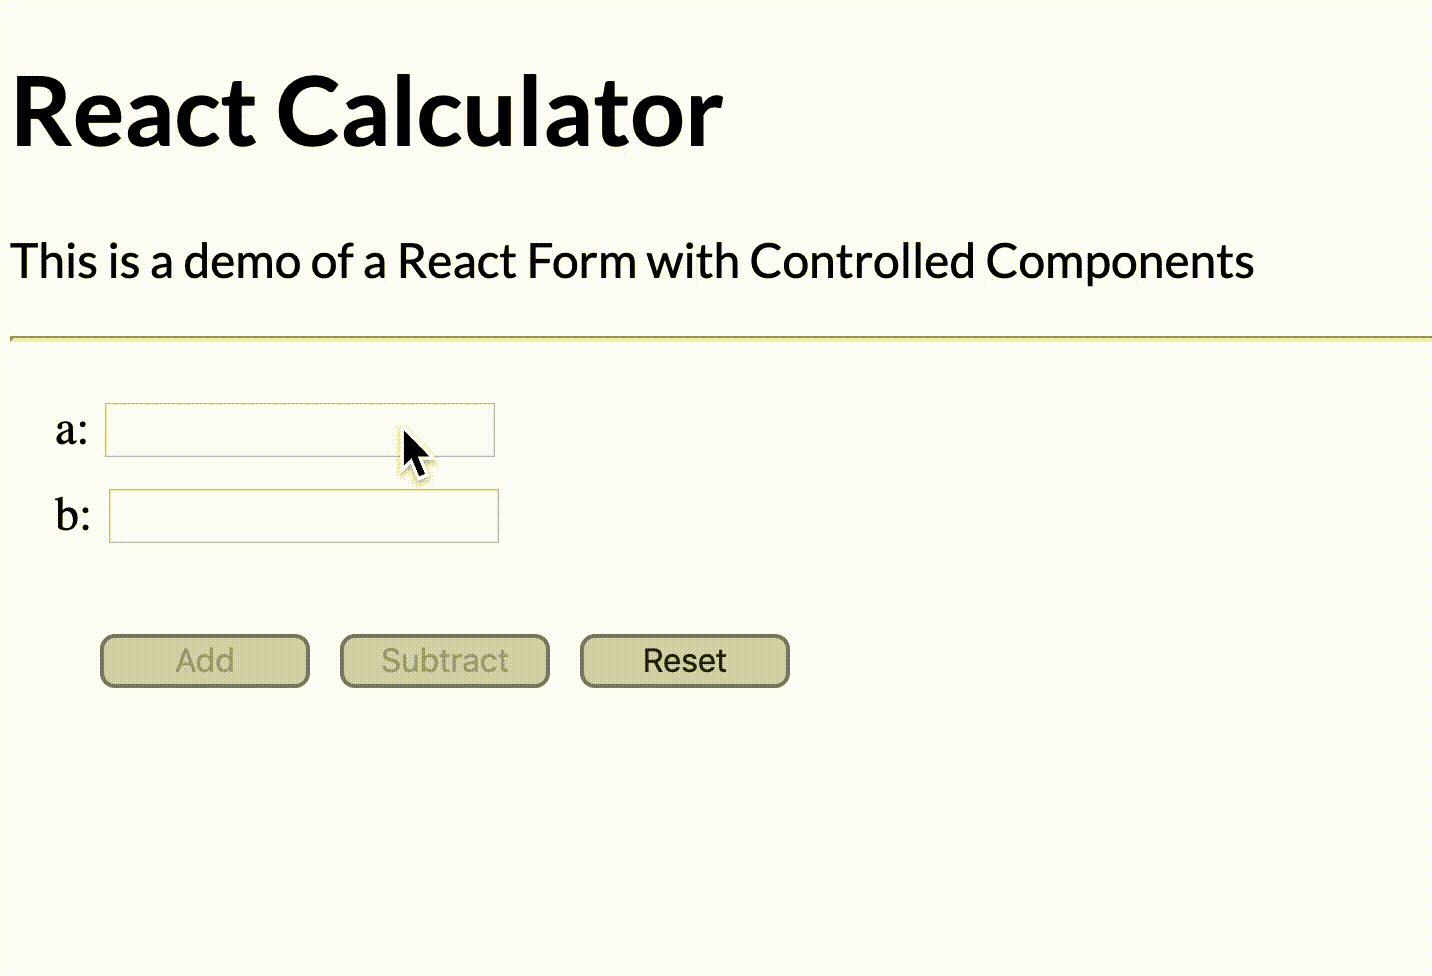 React Calculator
This is a demo of a React Form with Controlled Components
a:
b:
Add Subtract Reset